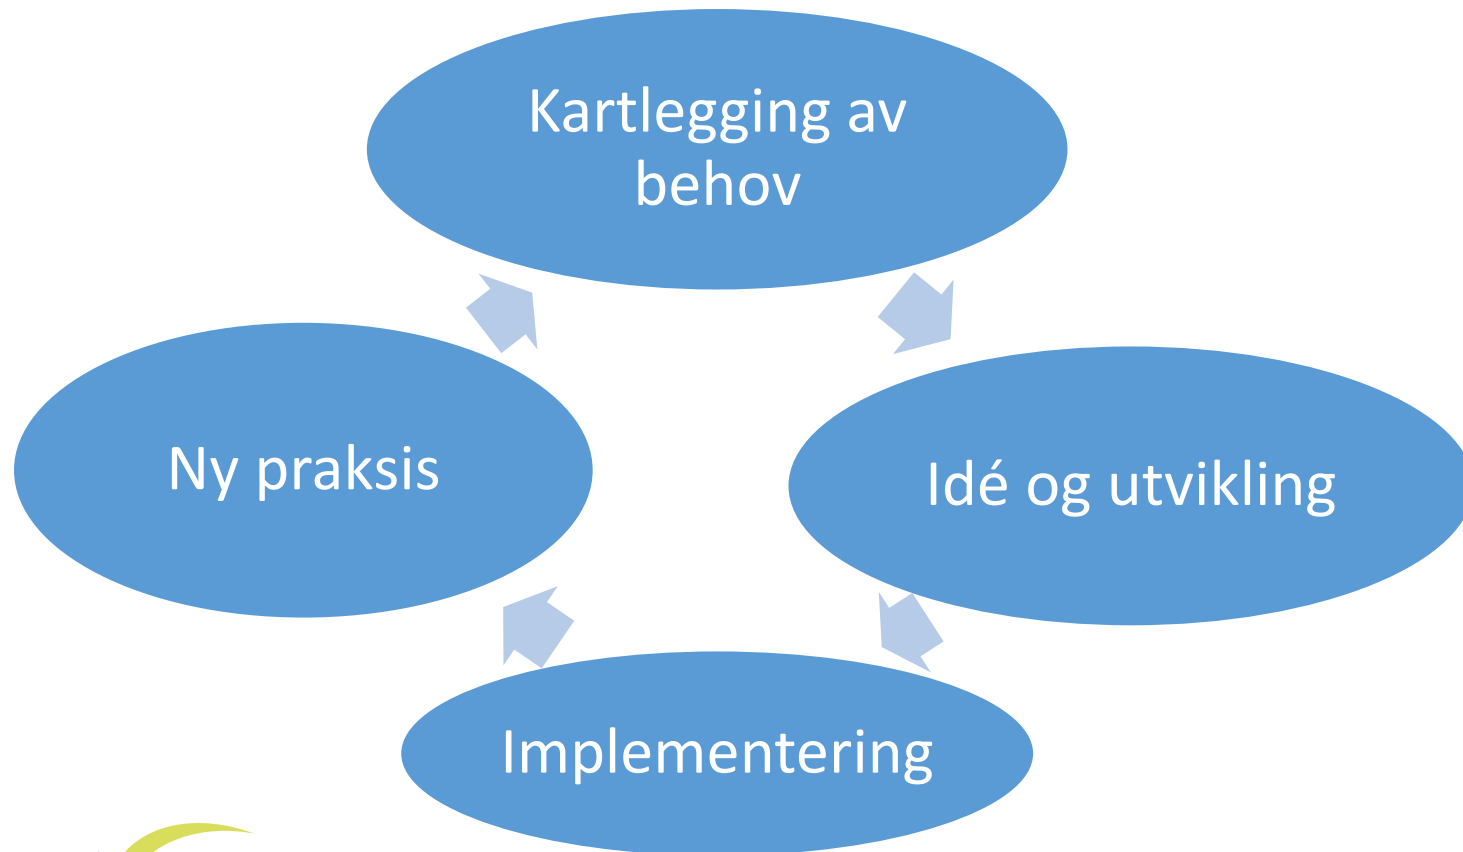 Kartlegging av
behov
Idé og utvikling
Implementering
Ny praksis